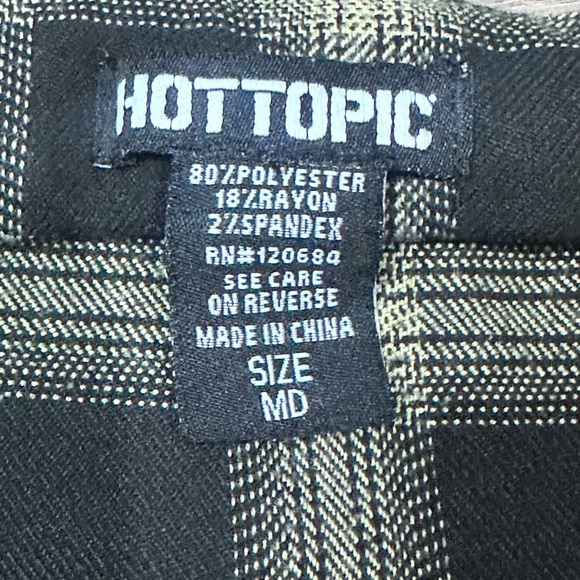 HOTTOPIC
80%POLYESTER
18%RAYON
2%SPANDEX
RN#120684
SEE CARE
ON REVERSE
MADE IN CHINA
SIZE
MD